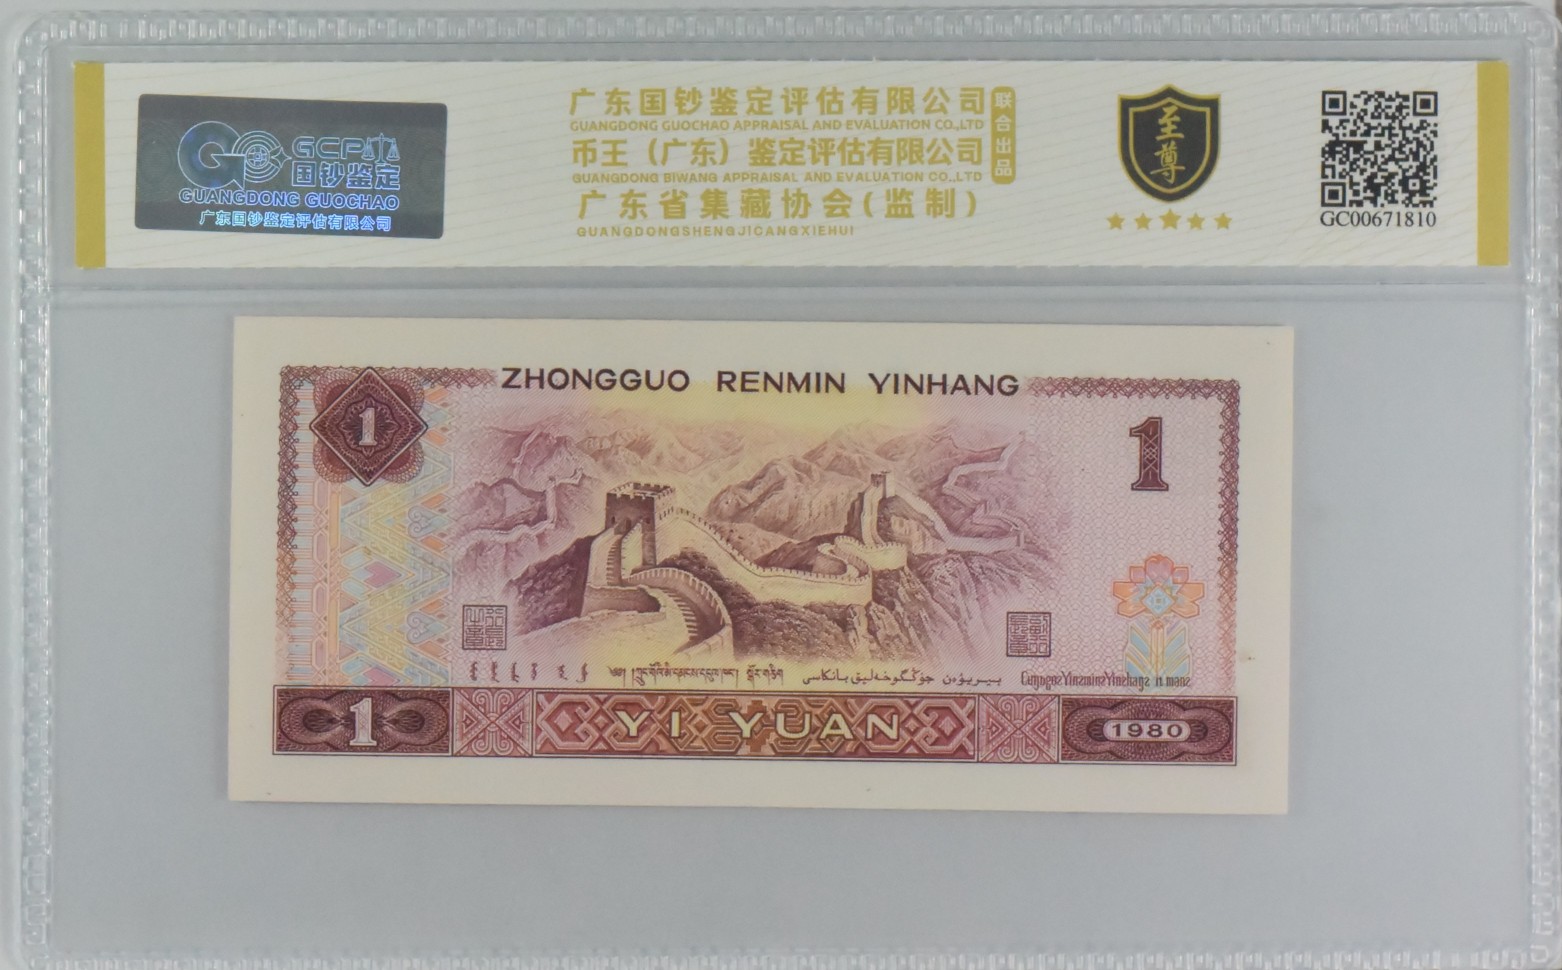 GCP
国钞鉴定
GUANGDONG GUOCHAO
广东国钞鉴定评估有限公司
广东国钞鉴定评估有限公司
GUANGDONG GUOCHAO APPRAISAL AND EVALUATION CO.,LTD
币王（广东）鉴定评估有限公司
GUANGDONG BIWANG APPRAISAL AND EVALUATION CO.,LTD
广东省集藏协会(监制)
GUANGDONGSHENGJICANGXIEHUI
联合出品
至尊
GC00671810
ZHONGGUO RENMIN YINHANG
1
1
1
YI YUAN
1980